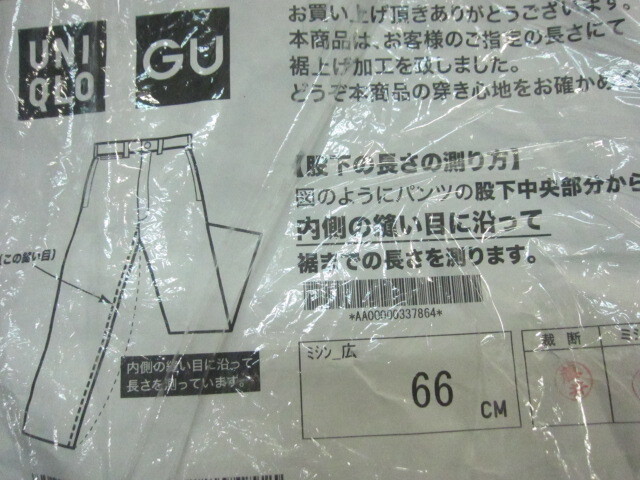 UNI
QLO
GU
お買い上げ頂きありがとうございます。
本商品は、お客様のご指定の長さにて
裾上げ加工を致しました。
どうぞ本商品の穿き心地をお確かめ
【股下の長さの測り方】
図のようにパンツの股下中央部分から
内側の縫い目に沿って
裾までの長さを測ります。
(この縫い目)
*AA00000337864*
内側の縫い目に沿って
長さを測っています。
ミシン_広
66 CM
裁断